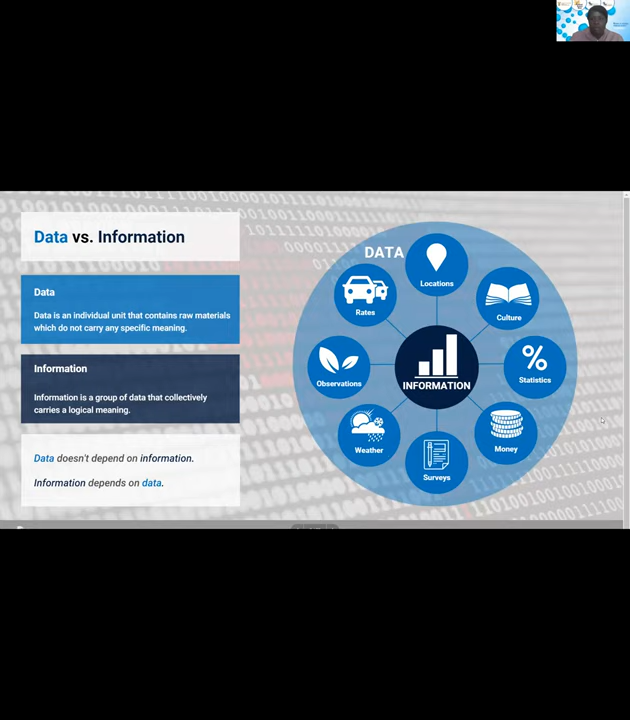 Data vs. Information
Data
Data is an individual unit that contains raw materials
which do not carry any specific meaning.
Information
Information is a group of data that collectively
carries a logical meaning.
Data doesn't depend on information.
Information depends on data.
DATA
Locations
Culture
Statistics
Money
Surveys
Weather
Observations
Rates
INFORMATION